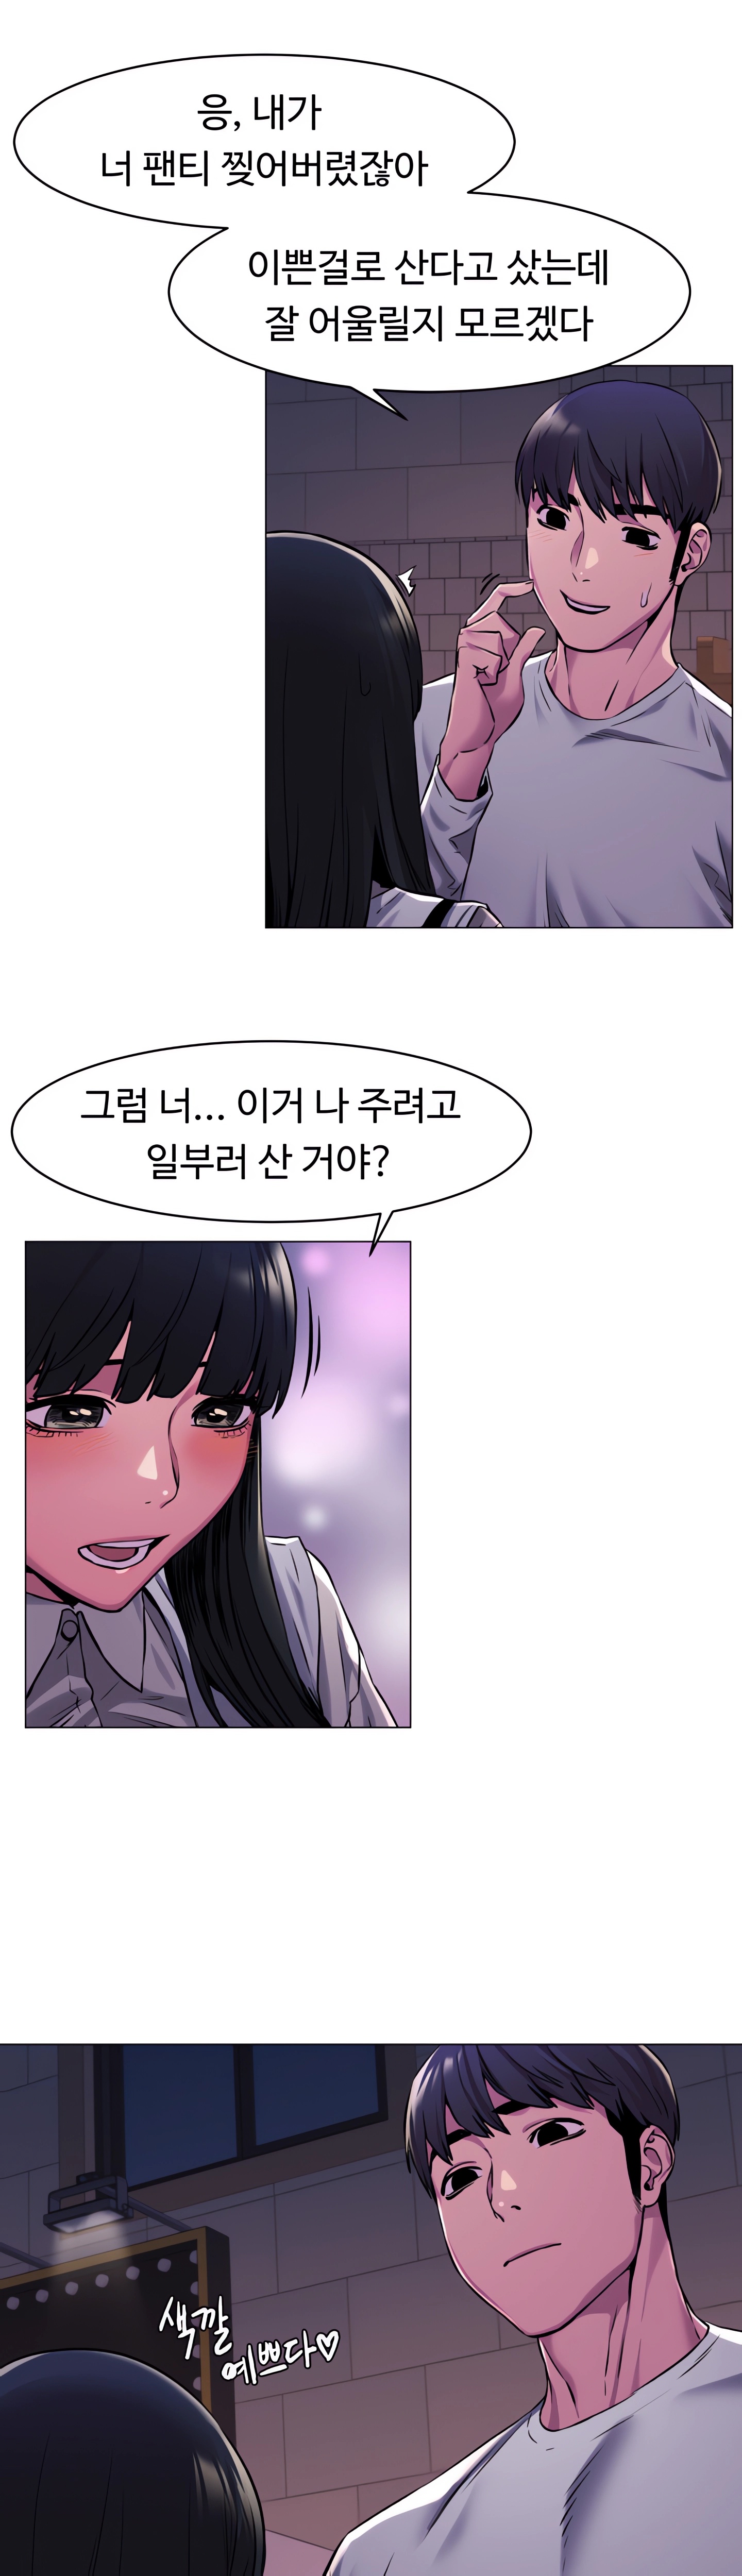 응, 내가
너 팬티 찢어버렸잖아
이쁜걸로 산다고 샀는데
잘 어울릴지 모르겠다
그럼 너... 이거 나 주려고
일부러 산 거야?
색깔
예쁘다♡